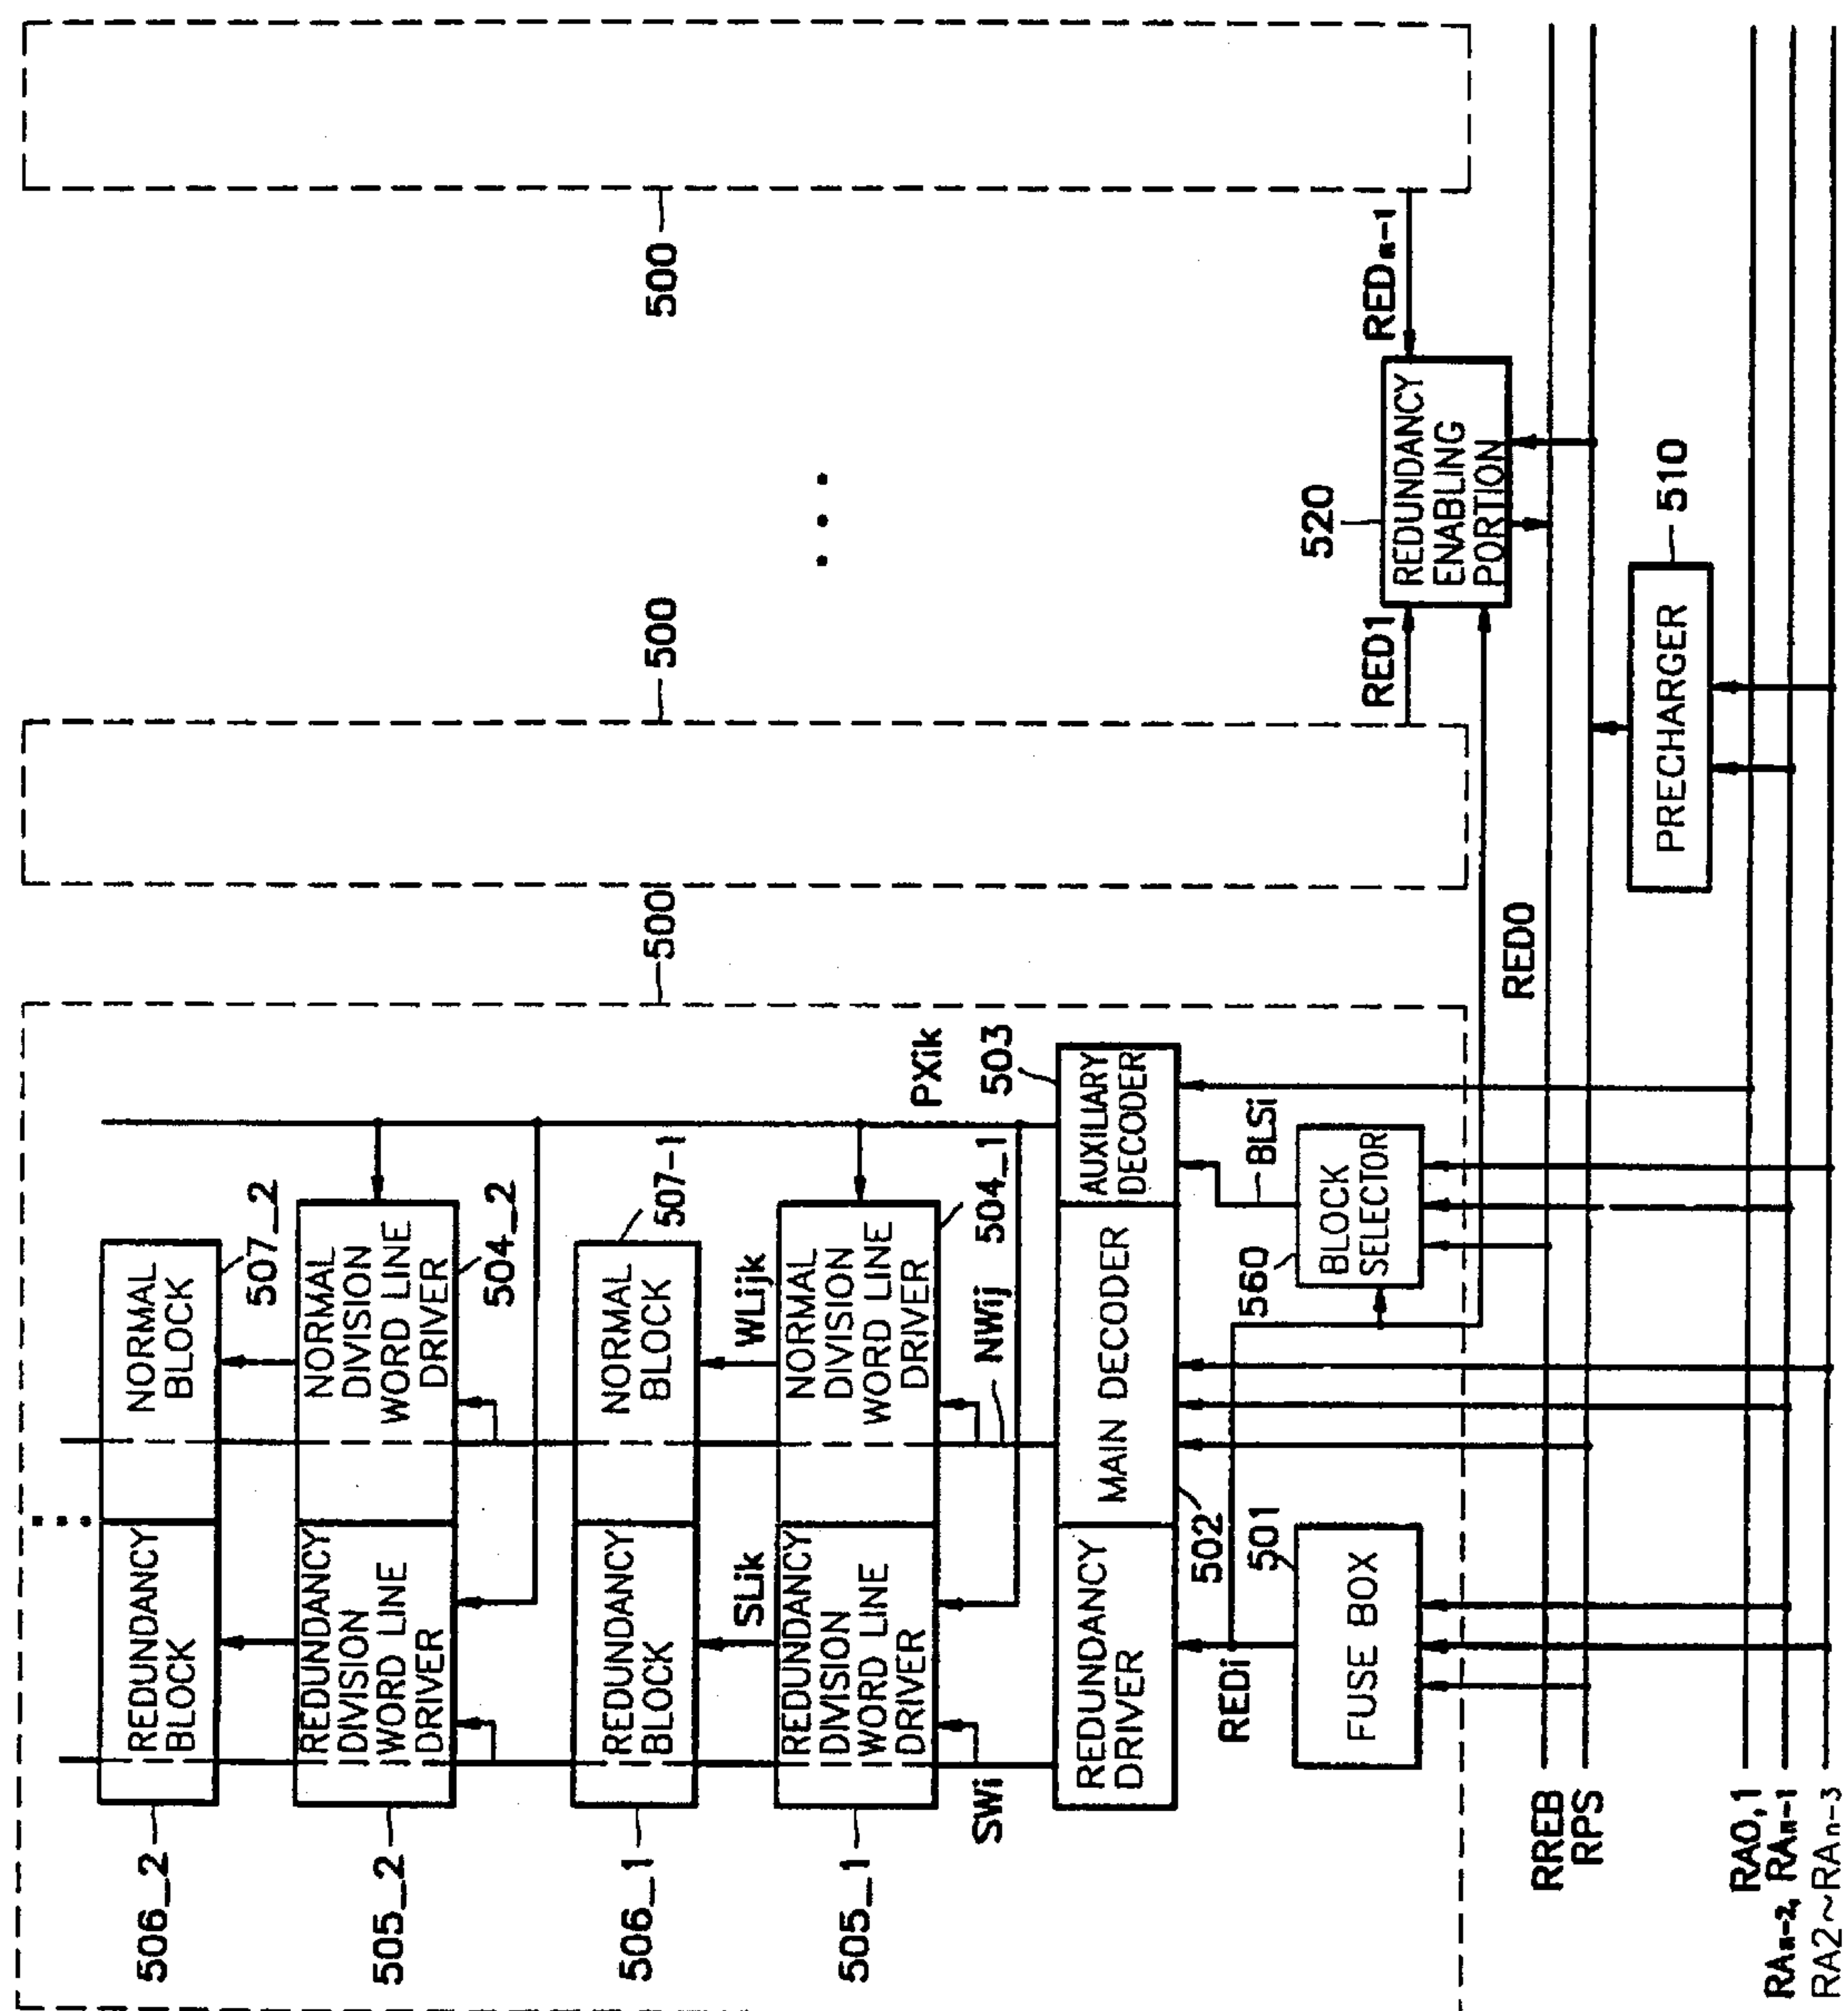 506_2
505_2
506_1
505_1
REDUNDANCY
BLOCK
NORMAL
BLOCK
507_2
REDUNDANCY
DIVISION
WORD LINE
DRIVER
NORMAL
DIVISION
WORD LINE
DRIVER
504_2
REDUNDANCY
BLOCK
NORMAL
BLOCK
507-1
SLik
WLijk
REDUNDANCY
DIVISION
WORD LINE
DRIVER
NORMAL
DIVISION
WORD LINE
DRIVER
504_1
SWi
NWij
PXik
503
REDUNDANCY
DRIVER
MAIN DECODER
AUXILIARY
DECODER
502
REDi
501
560
BLSi
FUSE BOX
BLOCK
SELECTOR
500
500
500
RED0
RED1
REDm-1
520
REDUNDANCY
ENABLING
PORTION
PRECHARGER
510
RREB
RPS
RA0,1
RAn-2, RAn-1
RA2~RAn-3